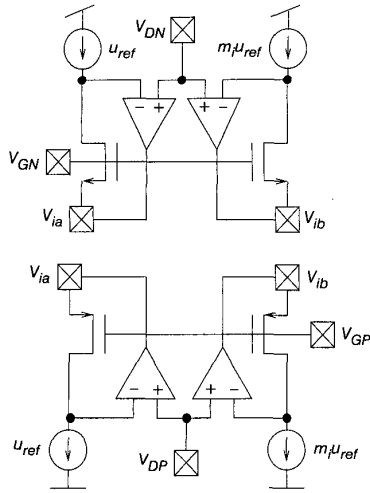 u_ref V_DN m_i u_ref
− + + −
V_GN
V_ia V_ib
V_ia V_ib
V_GP
− + + −
u_ref V_DP m_i u_ref